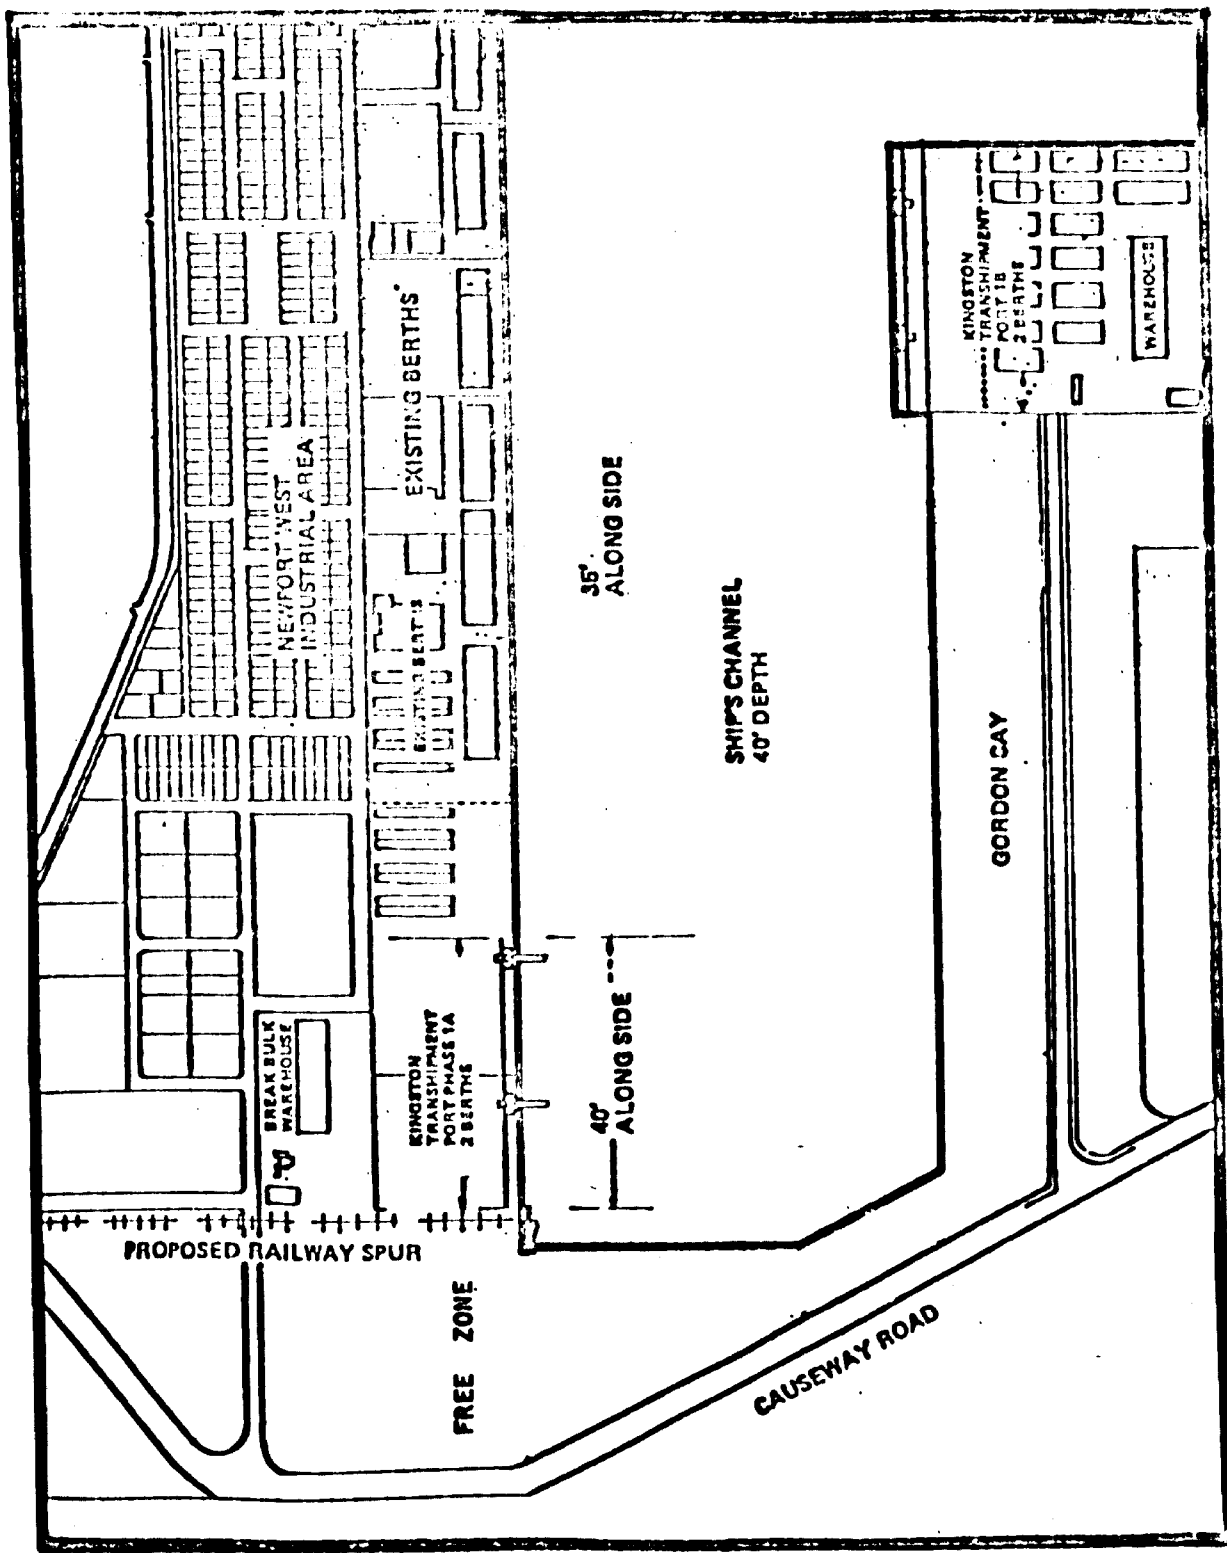 NEWPORT WEST
INDUSTRIAL AREA
EXISTING BERTHS
EXISTING BERTHS
BREAK BULK
WAREHOUSE
KINGSTON
TRANSHIPMENT
PORT PHASE 1A
2 BERTHS
PROPOSED RAILWAY SPUR
FREE ZONE
40'
ALONG SIDE
35'
ALONG SIDE
SHIPS CHANNEL
40' DEPTH
KINGSTON
TRANSHIPMENT
PORT 1B
2 BERTHS
WAREHOUSE
GORDON CAY
CAUSEWAY ROAD